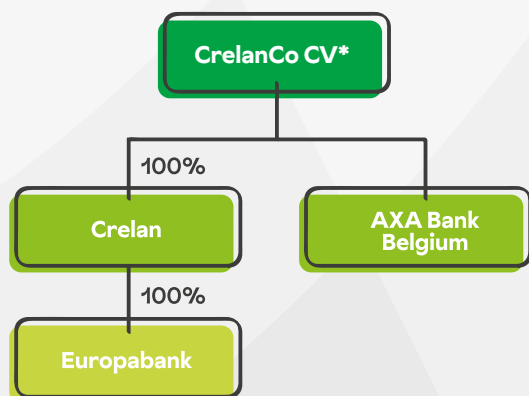 CrelanCo CV*
100%
Crelan
AXA Bank
Belgium
100%
Europabank